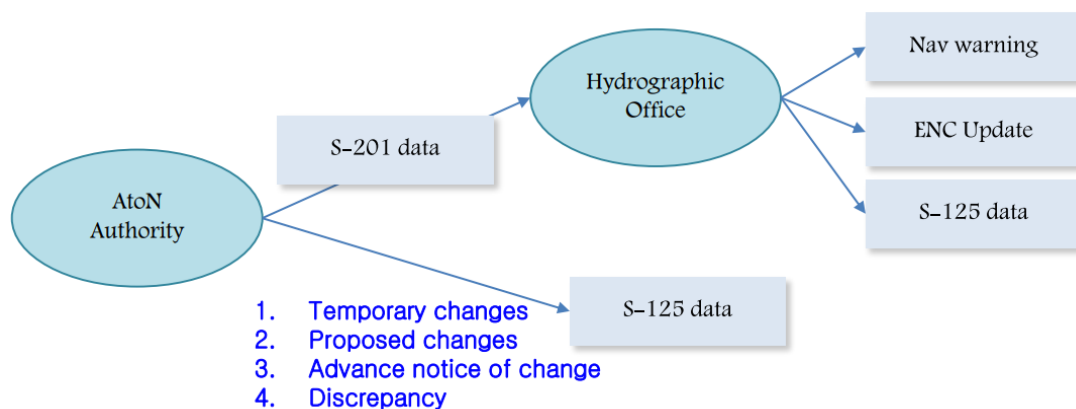 Nav warning
Hydrographic
Office
ENC Update
S-201 data
S-125 data
AtoN
Authority
S-125 data
1. Temporary changes
2. Proposed changes
3. Advance notice of change
4. Discrepancy